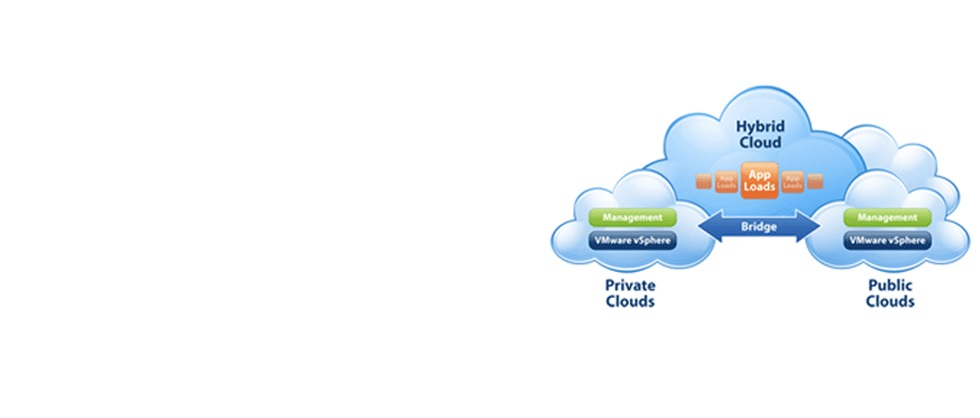 Hybrid
Cloud
App
Loads
App
Loads
App
Loads
Management
VMware vSphere
Bridge
Management
VMware vSphere
Private
Clouds
Public
Clouds